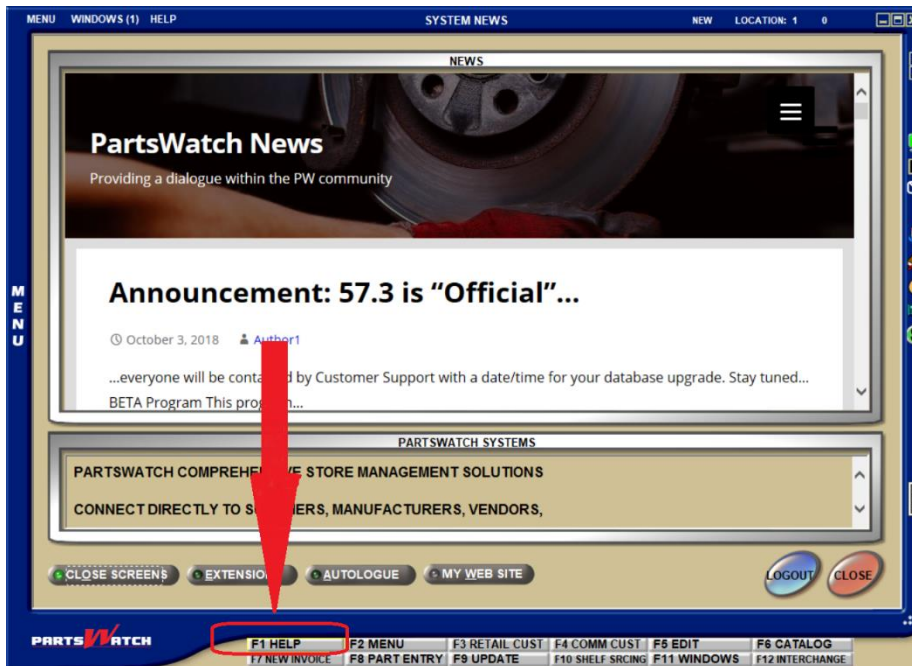 MENU WINDOWS (1) HELP SYSTEM NEWS NEW LOCATION: 1 0
NEWS
PartsWatch News
Providing a dialogue within the PW community
Announcement: 57.3 is “Official”...
October 3, 2018 Author1
...everyone will be contacted by Customer Support with a date/time for your database upgrade. Stay tuned...
BETA Program This program...
MENU
PARTSWATCH SYSTEMS
PARTSWATCH COMPREHENSIVE STORE MANAGEMENT SOLUTIONS
CONNECT DIRECTLY TO MANUFACTURERS, VENDORS,
CLOSE SCREENS EXTENSION AUTOLOGUE MY WEB SITE LOGOUT CLOSE
PARTSWATCH
F1 HELP F2 MENU F3 RETAIL CUST F4 COMM CUST F5 EDIT F6 CATALOG
F7 NEW INVOICE F8 PART ENTRY F9 UPDATE F10 SHELF SRCING F11 WINDOWS F12 INTERCHANGE